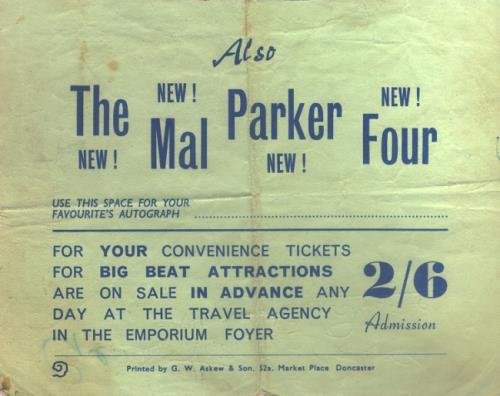 Also
The NEW! Mal Parker NEW! Four
NEW! NEW!
USE THIS SPACE FOR YOUR
FAVOURITE'S AUTOGRAPH
FOR YOUR CONVENIENCE TICKETS
FOR BIG BEAT ATTRACTIONS
ARE ON SALE IN ADVANCE ANY
DAY AT THE TRAVEL AGENCY
IN THE EMPORIUM FOYER
2/6
Admission
Printed by G. W. Askew & Son, 52a, Market Place Doncaster